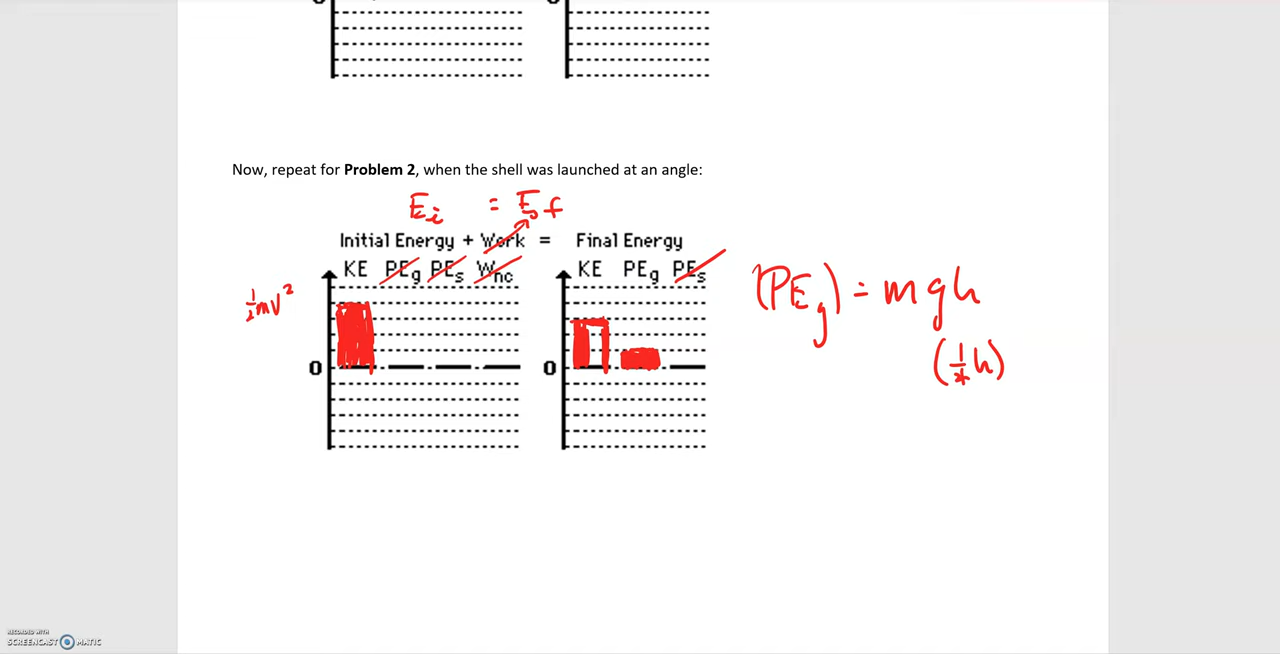 0 0
Now, repeat for Problem 2, when the shell was launched at an angle:
Ei = Ef
Initial Energy + Work = Final Energy
KE PEg PEs Wnc KE PEg PEs
½mv²
(PEg) = mgh
0 0
RECORDED WITH
SCREENCAST MATIC